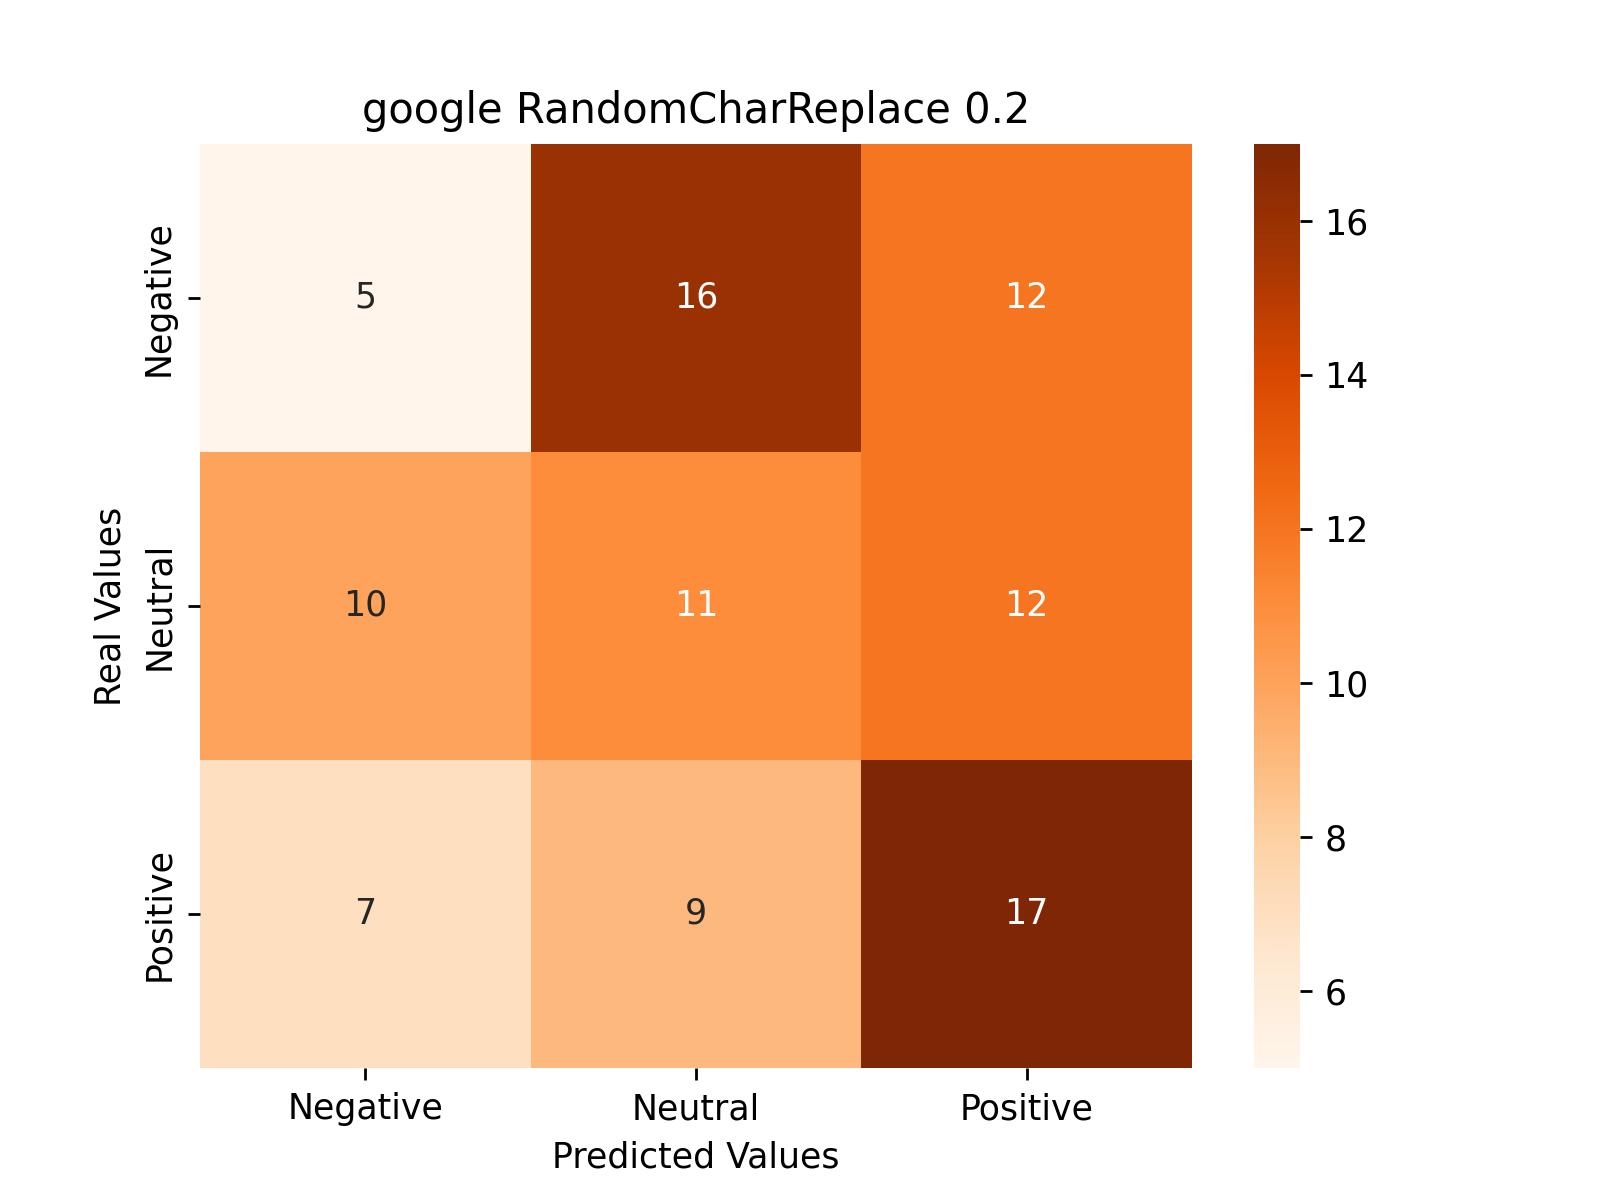 google RandomCharReplace 0.2
Real Values
Negative
5 16 12
Neutral
10 11 12
Positive
7 9 17
Negative Neutral Positive
Predicted Values
16
14
12
10
8
6